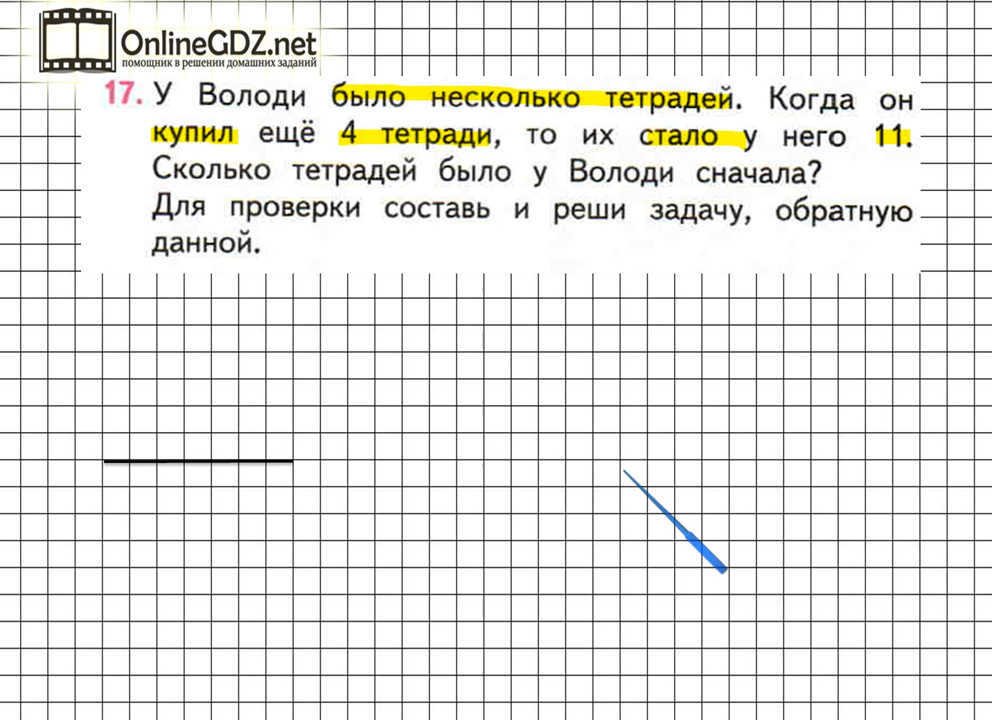 OnlineGDZ.net
помощник в решении домашних заданий
17. У Володи было несколько тетрадей. Когда он
купил ещё 4 тетради, то их стало у него 11.
Сколько тетрадей было у Володи сначала?
Для проверки составь и реши задачу, обратную
данной.